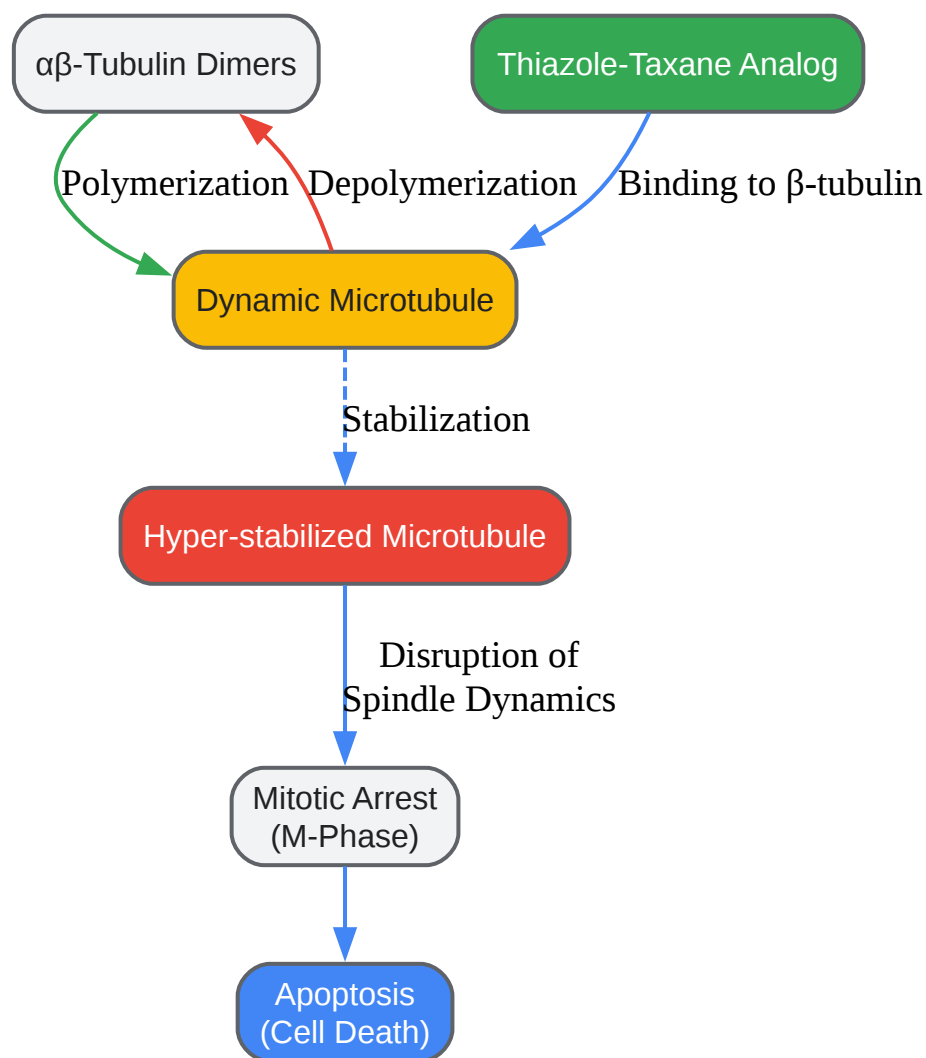 αβ-Tubulin Dimers
Thiazole-Taxane Analog
Polymerization
Depolymerization
Binding to β-tubulin
Dynamic Microtubule
Stabilization
Hyper-stabilized Microtubule
Disruption of
Spindle Dynamics
Mitotic Arrest
(M-Phase)
Apoptosis
(Cell Death)